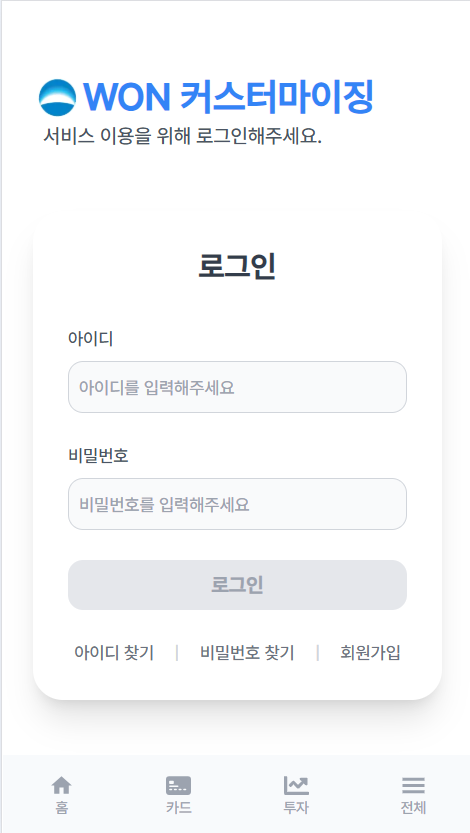 WON 커스터마이징
서비스 이용을 위해 로그인해주세요.
로그인
아이디
아이디를 입력해주세요
비밀번호
비밀번호를 입력해주세요
로그인
아이디 찾기 | 비밀번호 찾기 | 회원가입
홈 카드 투자 전체